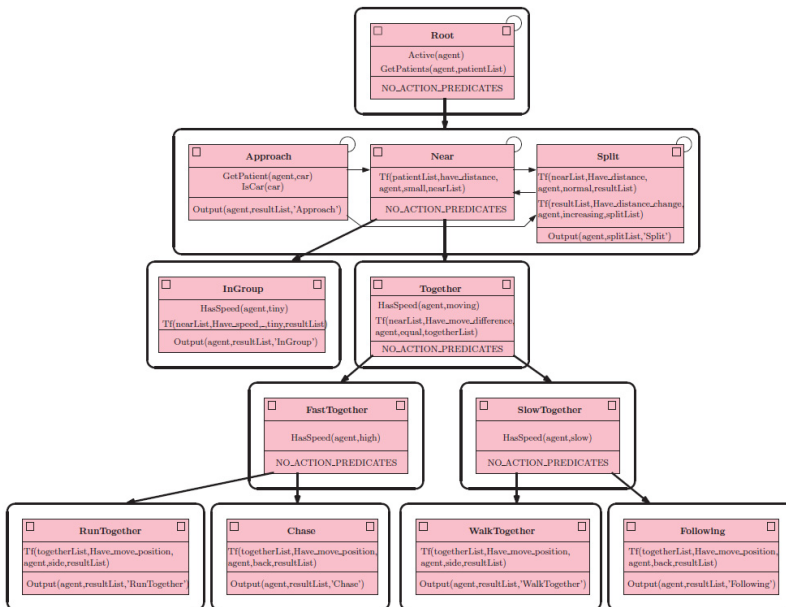 Root
Active(agent)
GetPatients(agent,patientList)
NO_ACTION_PREDICATES
Approach
GetPatient(agent,car)
IsCar(car)
Output(agent,resultList,'Approach')
Near
Tf(patientList,have_distance,
agent,small,nearList)
NO_ACTION_PREDICATES
Split
Tf(nearList,Have_distance,
agent,normal,resultList)
Tf(resultList,Have_distance_change,
agent,increasing,splitList)
Output(agent,splitList,'Split')
InGroup
HasSpeed(agent,tiny)
Tf(nearList,Have_speed,_,tiny,resultList)
Output(agent,resultList,'InGroup')
Together
HasSpeed(agent,moving)
Tf(nearList,Have_move_difference,
agent,equal,togetherList)
NO_ACTION_PREDICATES
FastTogether
HasSpeed(agent,high)
NO_ACTION_PREDICATES
SlowTogether
HasSpeed(agent,slow)
NO_ACTION_PREDICATES
RunTogether
Tf(togetherList,Have_move_position,
agent,side,resultList)
Output(agent,resultList,'RunTogether')
Chase
Tf(togetherList,Have_move_position,
agent,back,resultList)
Output(agent,resultList,'Chase')
WalkTogether
Tf(togetherList,Have_move_position,
agent,side,resultList)
Output(agent,resultList,'WalkTogether')
Following
Tf(togetherList,Have_move_position,
agent,back,resultList)
Output(agent,resultList,'Following')